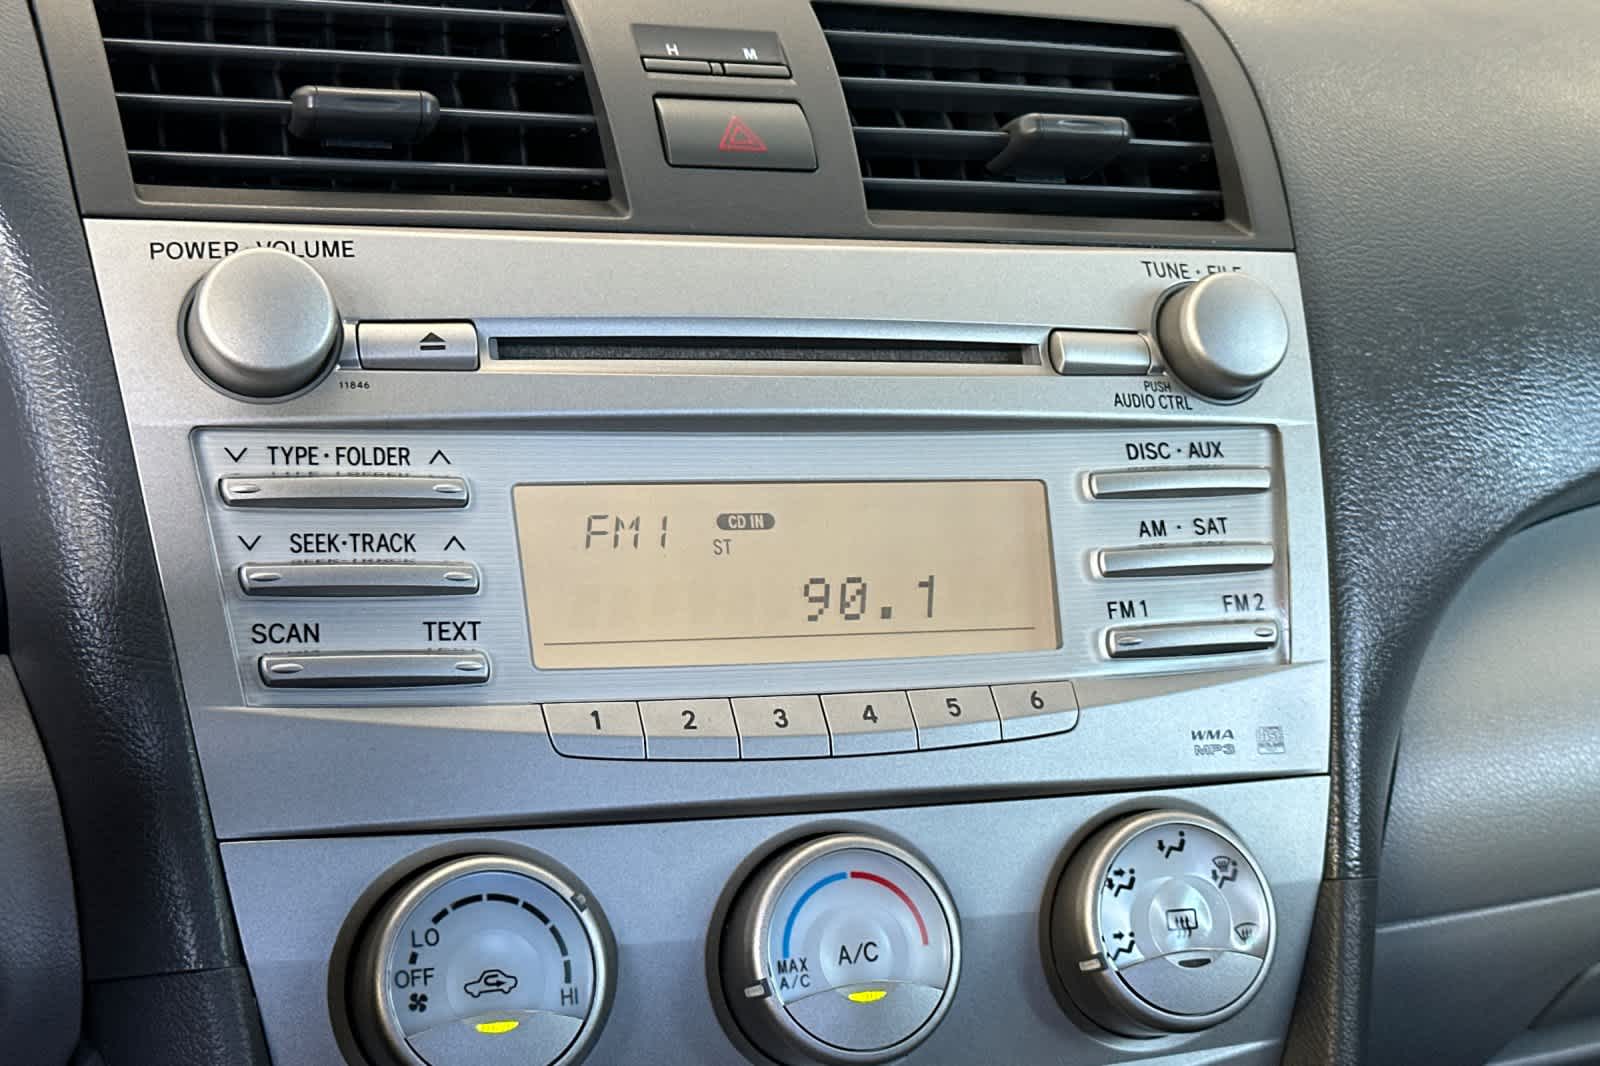 H M
POWER · VOLUME
TUNE · FILE
11846
PUSH
AUDIO CTRL
TYPE · FOLDER
DISC · AUX
FM1 CD IN
ST
SEEK · TRACK
AM · SAT
90.1
FM1 FM2
SCAN TEXT
1 2 3 4 5 6
WMA
MP3
LO
OFF
HI
MAX
A/C
A/C